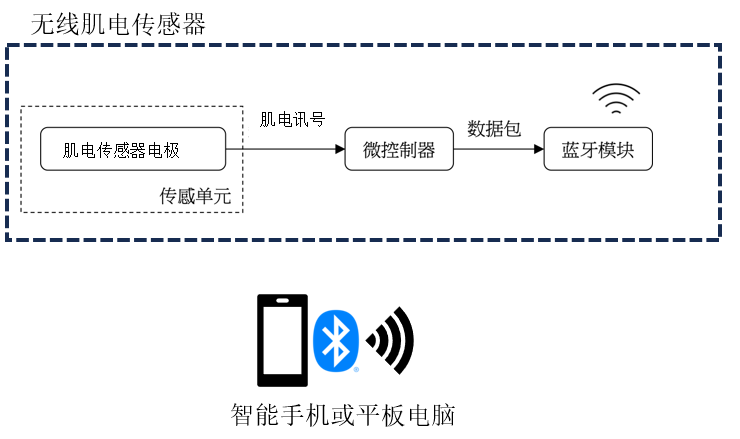 无线肌电传感器
肌电讯号
数据包
肌电传感器电极
微控制器
蓝牙模块
传感单元
智能手机或平板电脑